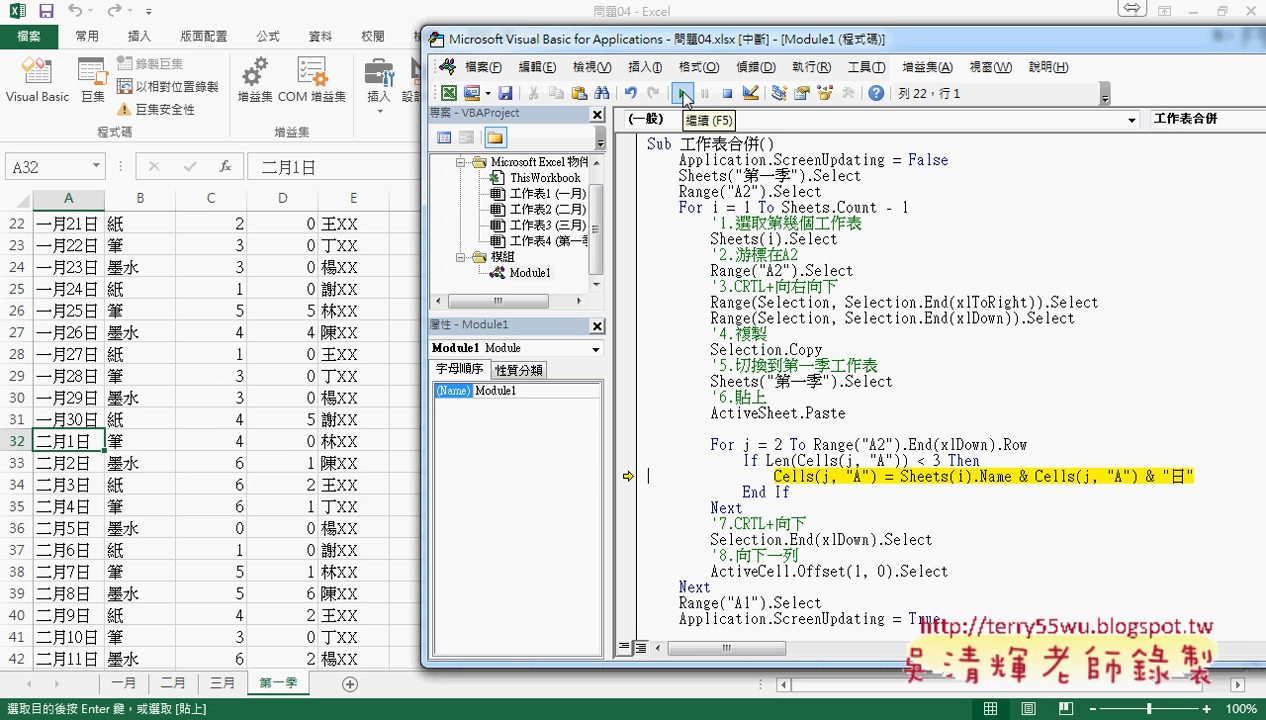 問題04 - Excel
檔案 常用 插入 版面配置 公式 資料 校閱
Visual Basic 巨集 錄製巨集 以相對位置錄製 巨集安全性 增益集 COM 增益集 插入
程式碼 增益集
A32 fx 二月1日
A B C D E
22 一月21日 紙 2 0 王XX
23 一月22日 筆 3 0 丁XX
24 一月23日 墨水 3 0 楊XX
25 一月24日 紙 1 0 謝XX
26 一月25日 筆 5 5 林XX
27 一月26日 墨水 4 4 陳XX
28 一月27日 紙 1 0 王XX
29 一月28日 筆 3 0 丁XX
30 一月29日 墨水 3 0 楊XX
31 一月30日 紙 4 5 謝XX
32 二月1日 筆 4 0 林XX
33 二月2日 墨水 6 1 陳XX
34 二月3日 紙 6 2 王XX
35 二月4日 筆 6 1 丁XX
36 二月5日 墨水 0 0 楊XX
37 二月6日 紙 1 0 謝XX
38 二月7日 筆 5 1 林XX
39 二月8日 墨水 5 6 陳XX
40 二月9日 紙 4 2 王XX
41 二月10日 筆 3 0 丁XX
42 二月11日 墨水 6 2 楊XX
一月 二月 三月 第一季
選取目的後按 Enter 鍵，或選取 [貼上]
100%
Microsoft Visual Basic for Applications - 問題04.xlsx [中斷] - [Module1 (程式碼)]
檔案(F) 編輯(E) 檢視(V) 插入(I) 格式(O) 偵錯(D) 執行(R) 工具(T) 增益集(A) 視窗(W) 說明(H)
列 22，行 1
繼續 (F5)
專案 - VBAProject
Microsoft Excel 物件
ThisWorkbook
工作表1 (一月)
工作表2 (二月)
工作表3 (三月)
工作表4 (第一季
模組
Module1
屬性 - Module1
Module1 Module
字母順序 性質分類
(Name) Module1
(一般) 工作表合併
Sub 工作表合併()
Application.ScreenUpdating = False
Sheets("第一季").Select
Range("A2").Select
For i = 1 To Sheets.Count - 1
'1.選取第幾個工作表
Sheets(i).Select
'2.游標在A2
Range("A2").Select
'3.CRTL+向右向下
Range(Selection, Selection.End(xlToRight)).Select
Range(Selection, Selection.End(xlDown)).Select
'4.複製
Selection.Copy
'5.切換到第一季工作表
Sheets("第一季").Select
'6.貼上
ActiveSheet.Paste
For j = 2 To Range("A2").End(xlDown).Row
If Len(Cells(j, "A")) < 3 Then
Cells(j, "A") = Sheets(i).Name & Cells(j, "A") & "日"
End If
Next
'7.CRTL+向下
Selection.End(xlDown).Select
'8.向下一列
ActiveCell.Offset(1, 0).Select
Next
Range("A1").Select
Application.ScreenUpdating = True
http://terry55wu.blogspot.tw
吳清輝老師錄製